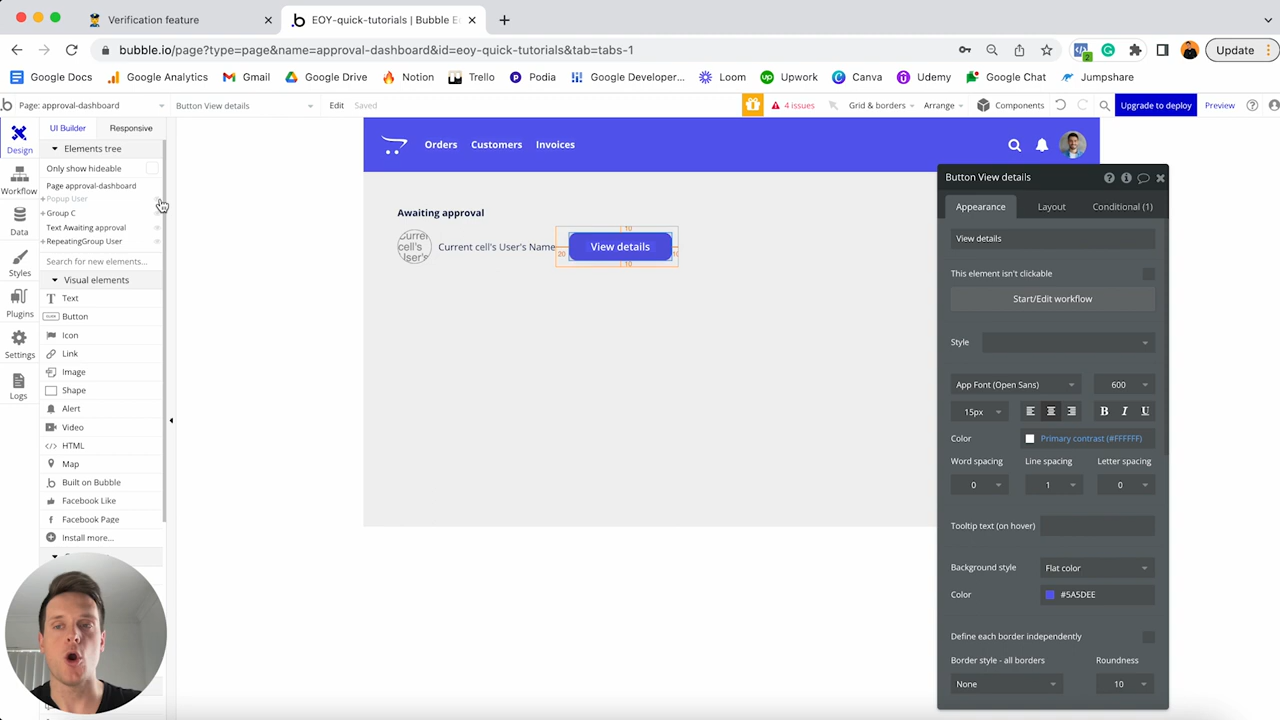 Verification feature
EOY-quick-tutorials | Bubble E
bubble.io/page?type=page&name=approval-dashboard&id=eoy-quick-tutorials&tab=tabs-1
Update
Google Docs
Google Analytics
Gmail
Google Drive
Notion
Trello
Podia
Google Developer...
Loom
Upwork
Canva
Udemy
Google Chat
Jumpshare
Page: approval-dashboard
Button View details
Edit
Saved
4 issues
Grid & borders
Arrange
Components
Upgrade to deploy
Preview
Design
Workflow
Data
Styles
Plugins
Settings
Logs
UI Builder
Responsive
Elements tree
Only show hideable
Page approval-dashboard
Popup User
Group C
Text Awaiting approval
RepeatingGroup User
Search for new elements...
Visual elements
Text
Button
Icon
Link
Image
Shape
Alert
Video
HTML
Map
Built on Bubble
Facebook Like
Facebook Page
Install more...
Orders
Customers
Invoices
Awaiting approval
Current
cell's
User's
Current cell's User's Name
10
20
View details
10
10
Button View details
Appearance
Layout
Conditional (1)
View details
This element isn't clickable
Start/Edit workflow
Style
App Font (Open Sans)
600
15px
B
I
U
Color
Primary contrast (#FFFFFF)
Word spacing
Line spacing
Letter spacing
0
1
0
Tooltip text (on hover)
Background style
Flat color
Color
#5A5DEE
Define each border independently
Border style - all borders
Roundness
None
10